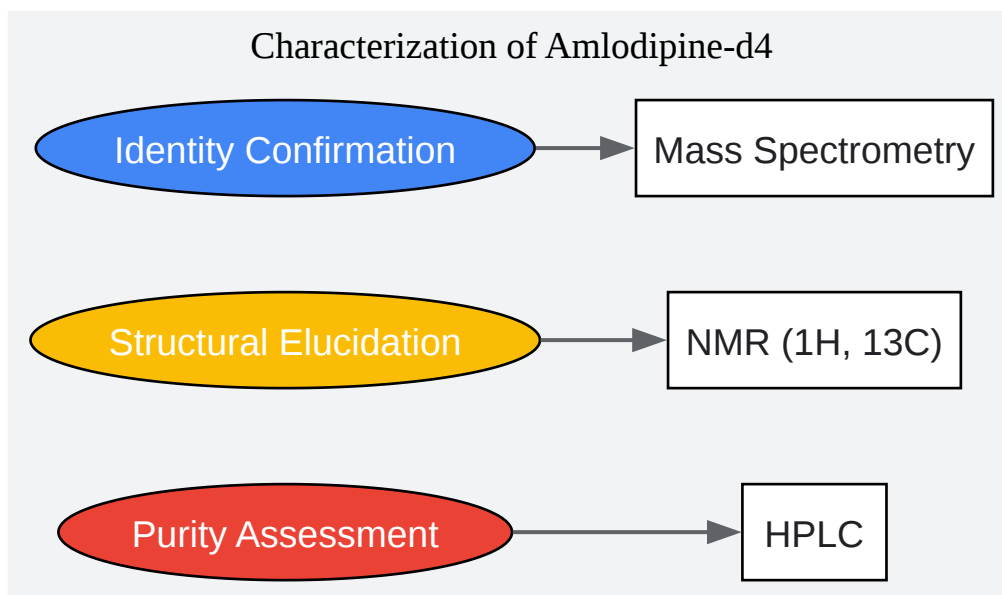 Characterization of Amlodipine-d4
Identity Confirmation
Mass Spectrometry
Structural Elucidation
NMR (1H, 13C)
Purity Assessment
HPLC